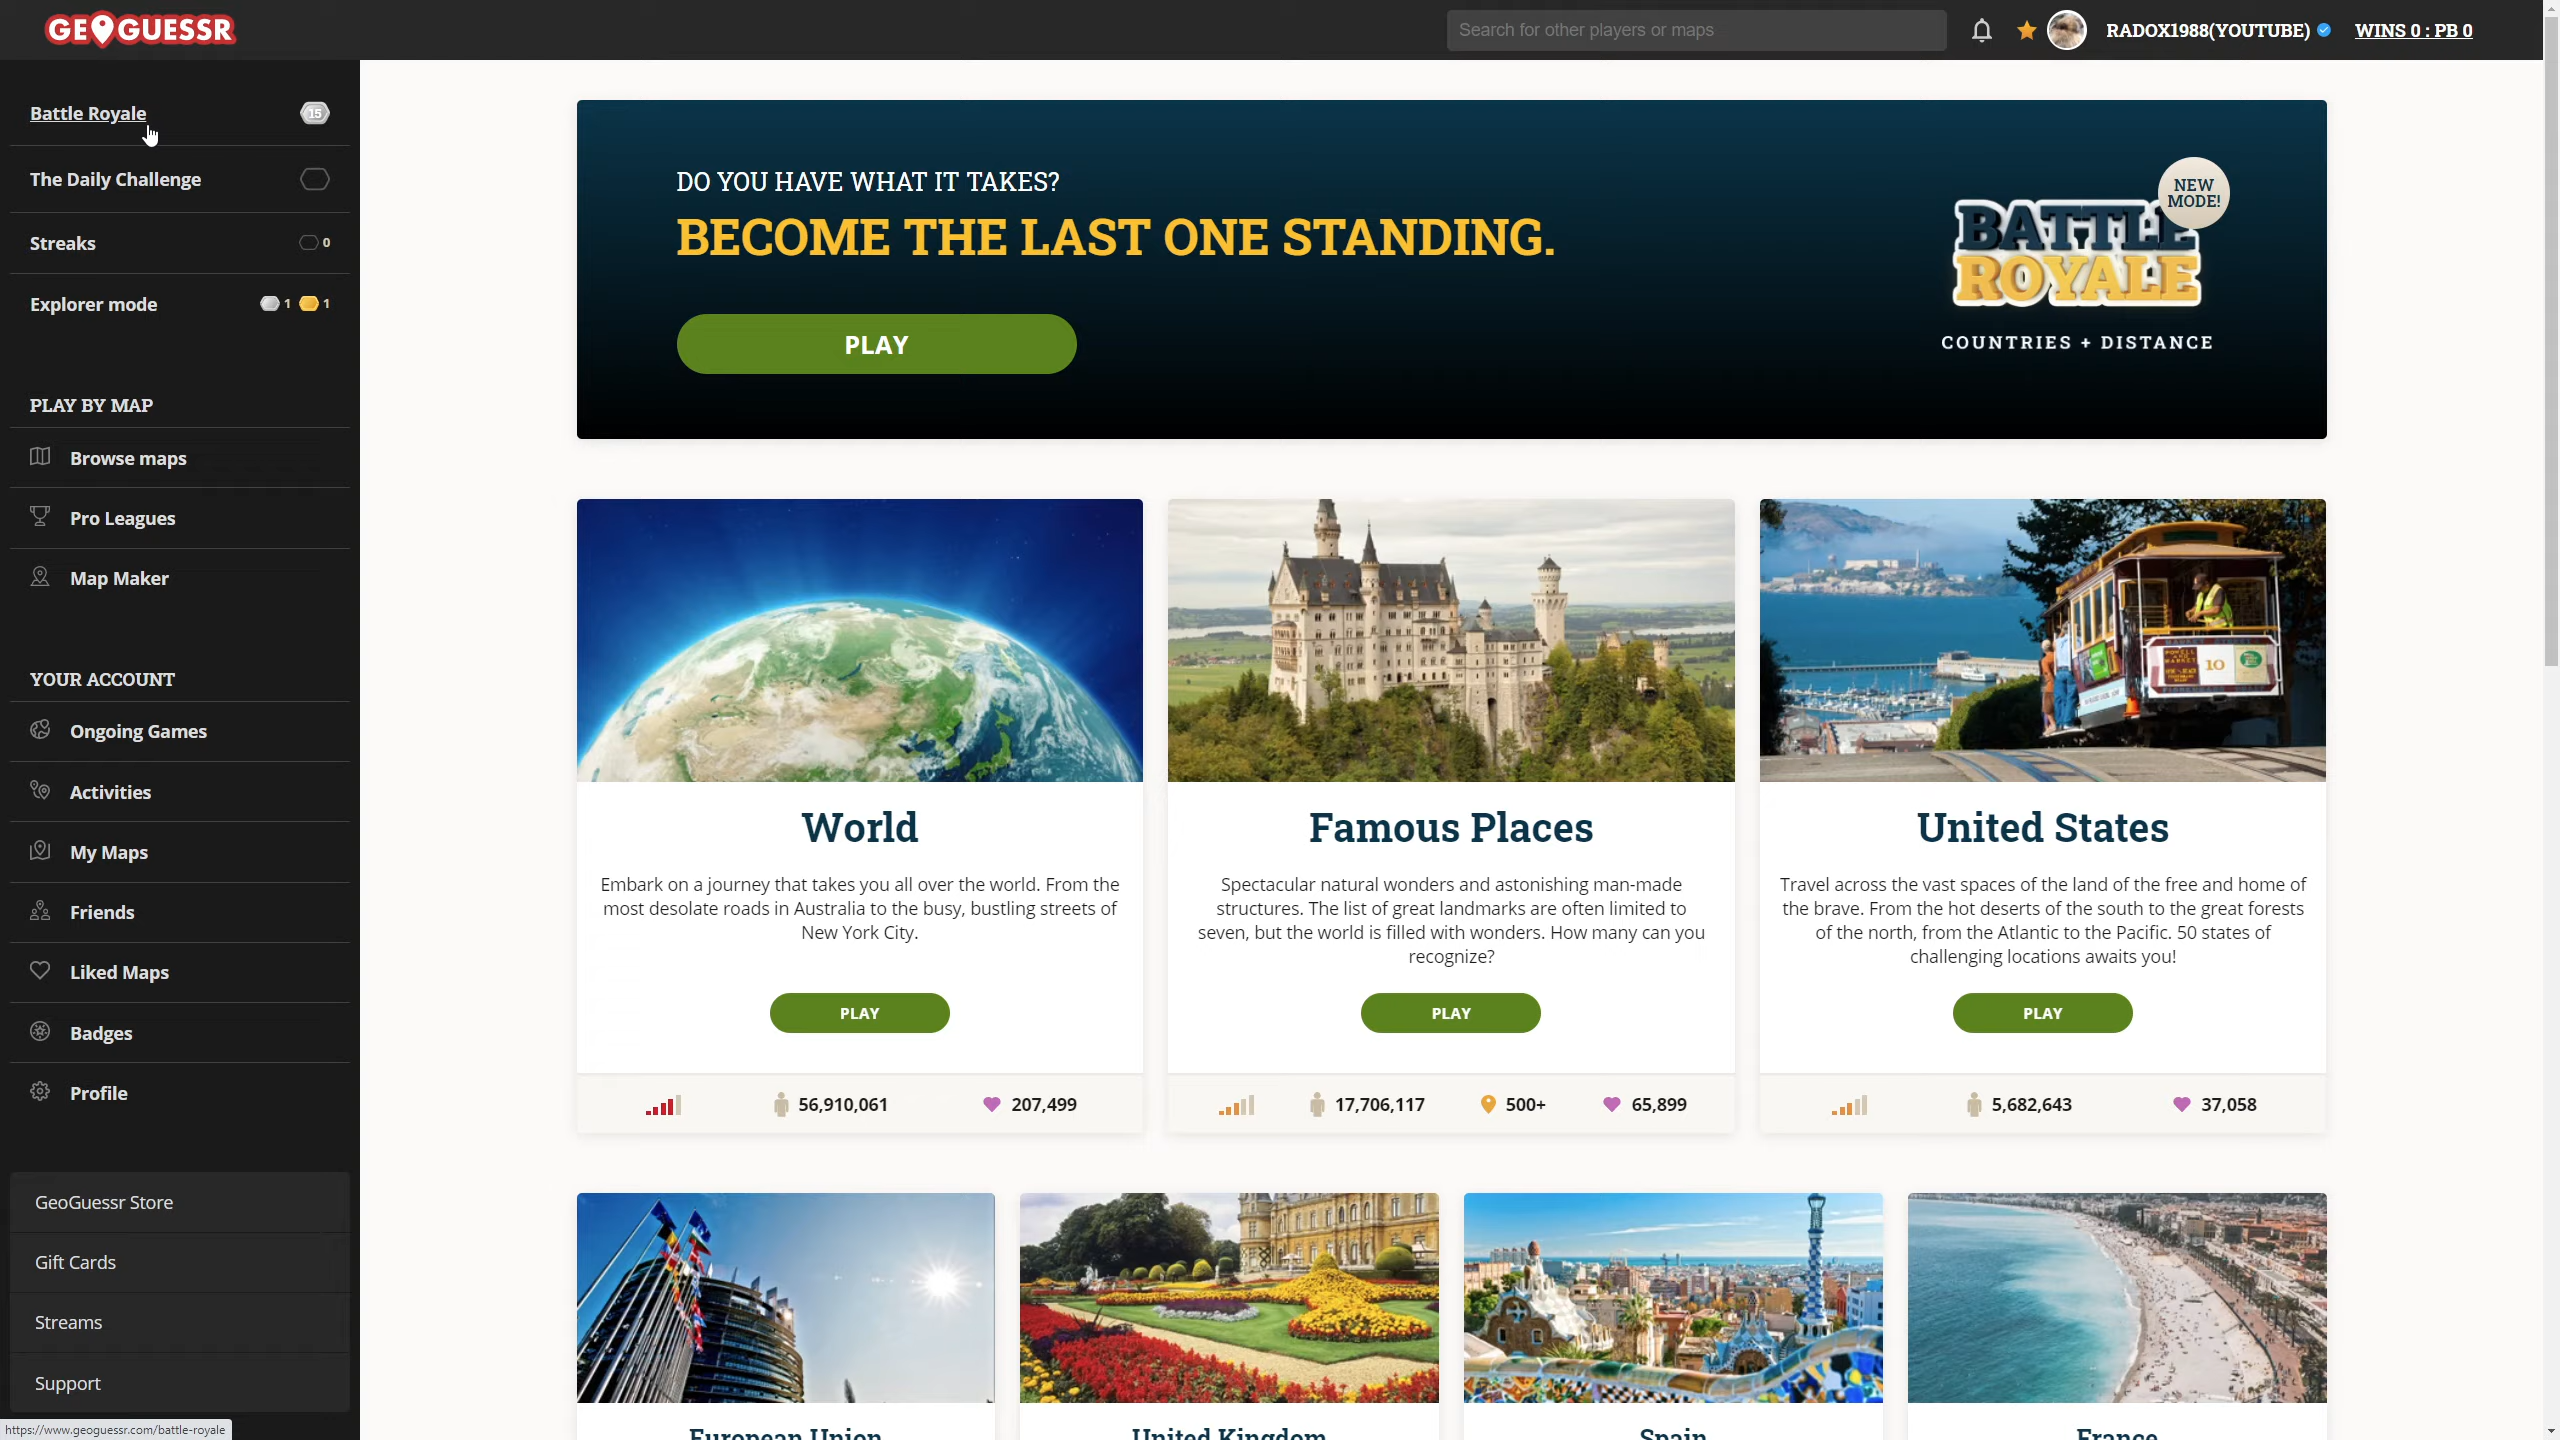 GEOGUESSR
Search for other players or maps
RADOX1988(YOUTUBE)
WINS 0 : PB 0
Battle Royale
15
The Daily Challenge
Streaks
0
Explorer mode
1
1
PLAY BY MAP
Browse maps
Pro Leagues
Map Maker
YOUR ACCOUNT
Ongoing Games
Activities
My Maps
Friends
Liked Maps
Badges
Profile
GeoGuessr Store
Gift Cards
Streams
Support
https://www.geoguessr.com/battle-royale
DO YOU HAVE WHAT IT TAKES?
BECOME THE LAST ONE STANDING.
PLAY
NEW
MODE!
BATTLE
ROYALE
COUNTRIES + DISTANCE
World
Embark on a journey that takes you all over the world. From the
most desolate roads in Australia to the busy, bustling streets of
New York City.
PLAY
56,910,061
207,499
Famous Places
Spectacular natural wonders and astonishing man-made
structures. The list of great landmarks are often limited to
seven, but the world is filled with wonders. How many can you
recognize?
PLAY
17,706,117
500+
65,899
10
United States
Travel across the vast spaces of the land of the free and home of
the brave. From the hot deserts of the south to the great forests
of the north, from the Atlantic to the Pacific. 50 states of
challenging locations awaits you!
PLAY
5,682,643
37,058
European Union
United Kingdom
Spain
France